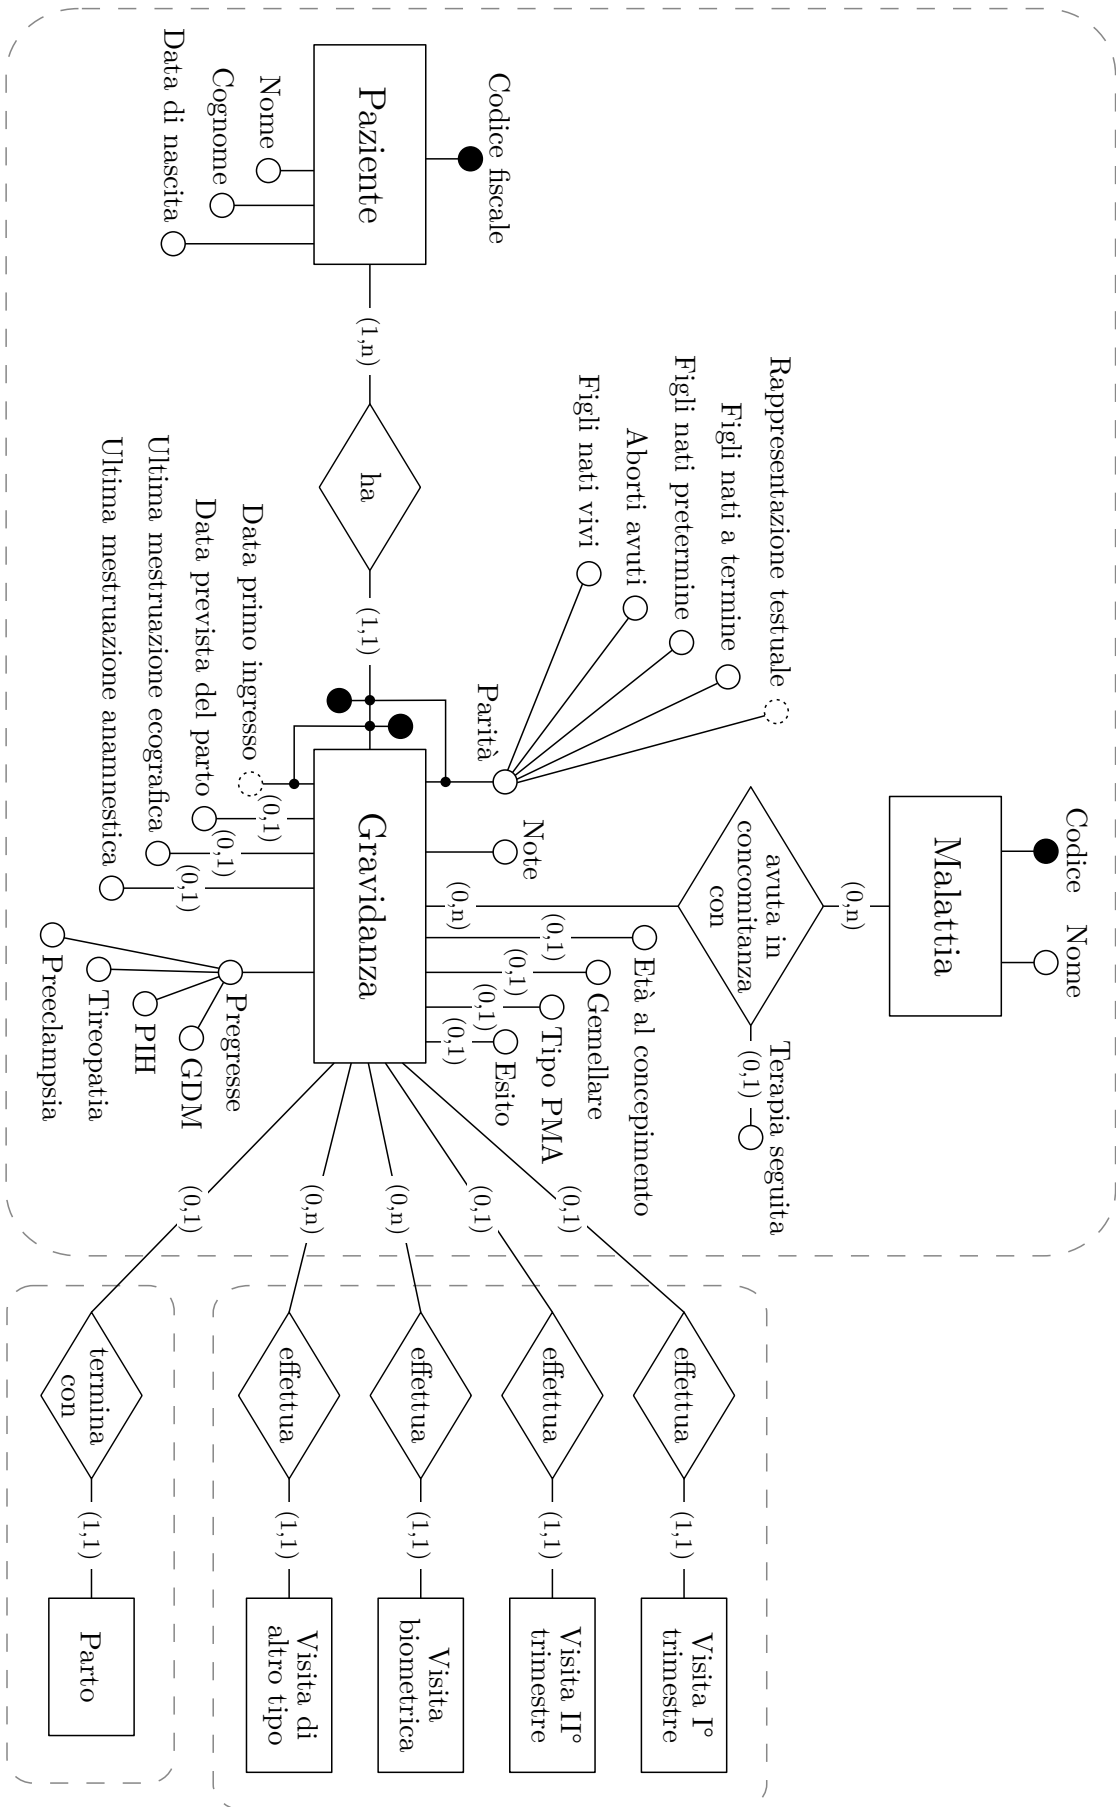 Codice fiscale
Paziente
Nome
Cognome
Data di nascita
(1,n)
ha
(1,1)
Rappresentazione testuale
Figli nati a termine
Figli nati pretermine
Aborti avuti
Figli nati vivi
Parità
Data primo ingresso
Data prevista del parto
Ultima mestruazione ecografica
Ultima mestruazione anamnestica
(0,1)
(0,1)
(0,1)
Gravidanza
Note
Codice
Nome
Malattia
(0,n)
avuta in
concomitanza
con
(0,n)
Terapia seguita
(0,1)
Età al concepimento
(0,1)
Gemellare
(0,1)
Tipo PMA
(0,1)
Esito
(0,1)
Pregresse
GDM
PIH
Tireopatia
Preeclampsia
(0,1)
effettua
(1,1)
Visita I°
trimestre
(0,1)
effettua
(1,1)
Visita II°
trimestre
(0,n)
effettua
(1,1)
Visita
biometrica
(0,n)
effettua
(1,1)
Visita di
altro tipo
(0,1)
termina
con
(1,1)
Parto